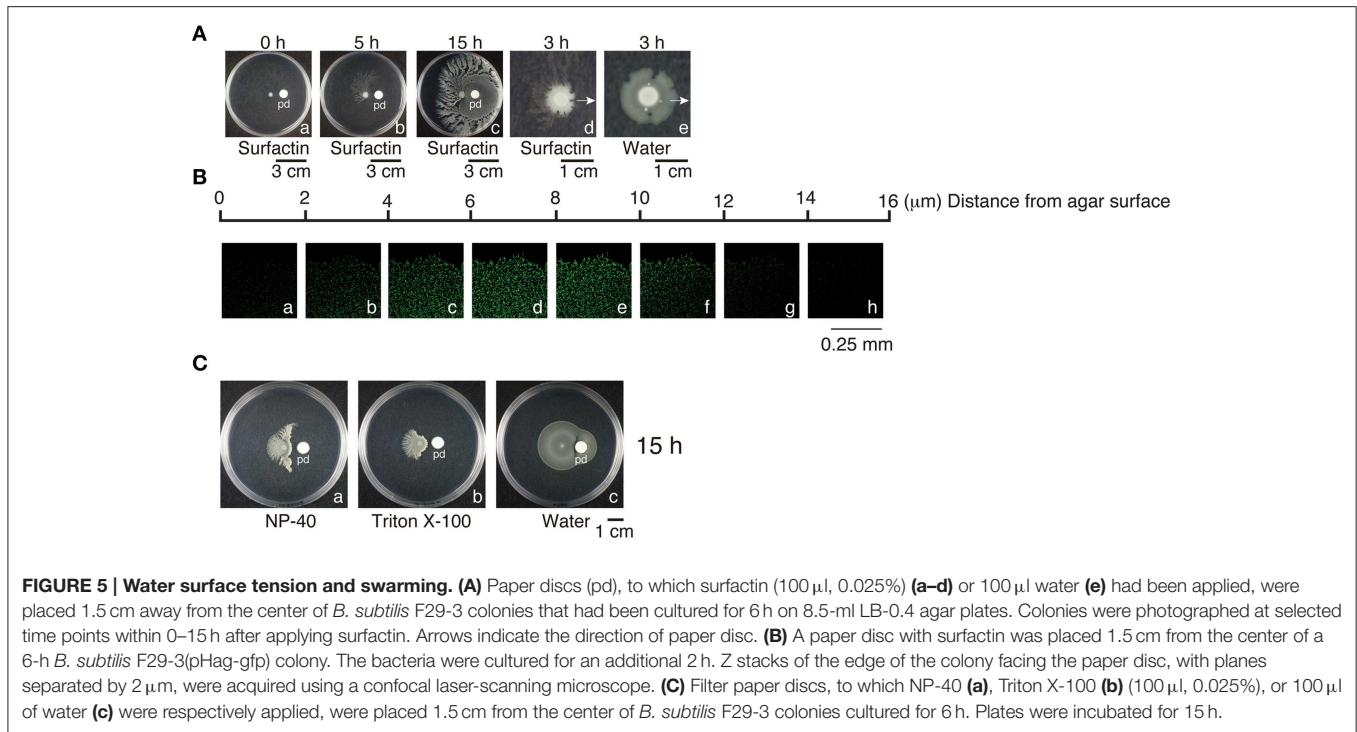 A
0 h 5 h 15 h 3 h 3 h
pd pd pd
a b c d e
Surfactin Surfactin Surfactin Surfactin Water
3 cm 3 cm 3 cm 1 cm 1 cm
B
0 2 4 6 8 10 12 14 16 (μm) Distance from agar surface
a b c d e f g h
0.25 mm
C
pd pd pd
15 h
a b c
NP-40 Triton X-100 Water
1 cm
FIGURE 5 | Water surface tension and swarming. (A) Paper discs (pd), to which surfactin (100 μl, 0.025%) (a–d) or 100 μl water (e) had been applied, were
placed 1.5 cm away from the center of B. subtilis F29-3 colonies that had been cultured for 6 h on 8.5-ml LB-0.4 agar plates. Colonies were photographed at selected
time points within 0–15 h after applying surfactin. Arrows indicate the direction of paper disc. (B) A paper disc with surfactin was placed 1.5 cm from the center of a
6-h B. subtilis F29-3(pHag-gfp) colony. The bacteria were cultured for an additional 2 h. Z stacks of the edge of the colony facing the paper disc, with planes
separated by 2 μm, were acquired using a confocal laser-scanning microscope. (C) Filter paper discs, to which NP-40 (a), Triton X-100 (b) (100 μl, 0.025%), or 100 μl
of water (c) were respectively applied, were placed 1.5 cm from the center of B. subtilis F29-3 colonies cultured for 6 h. Plates were incubated for 15 h.